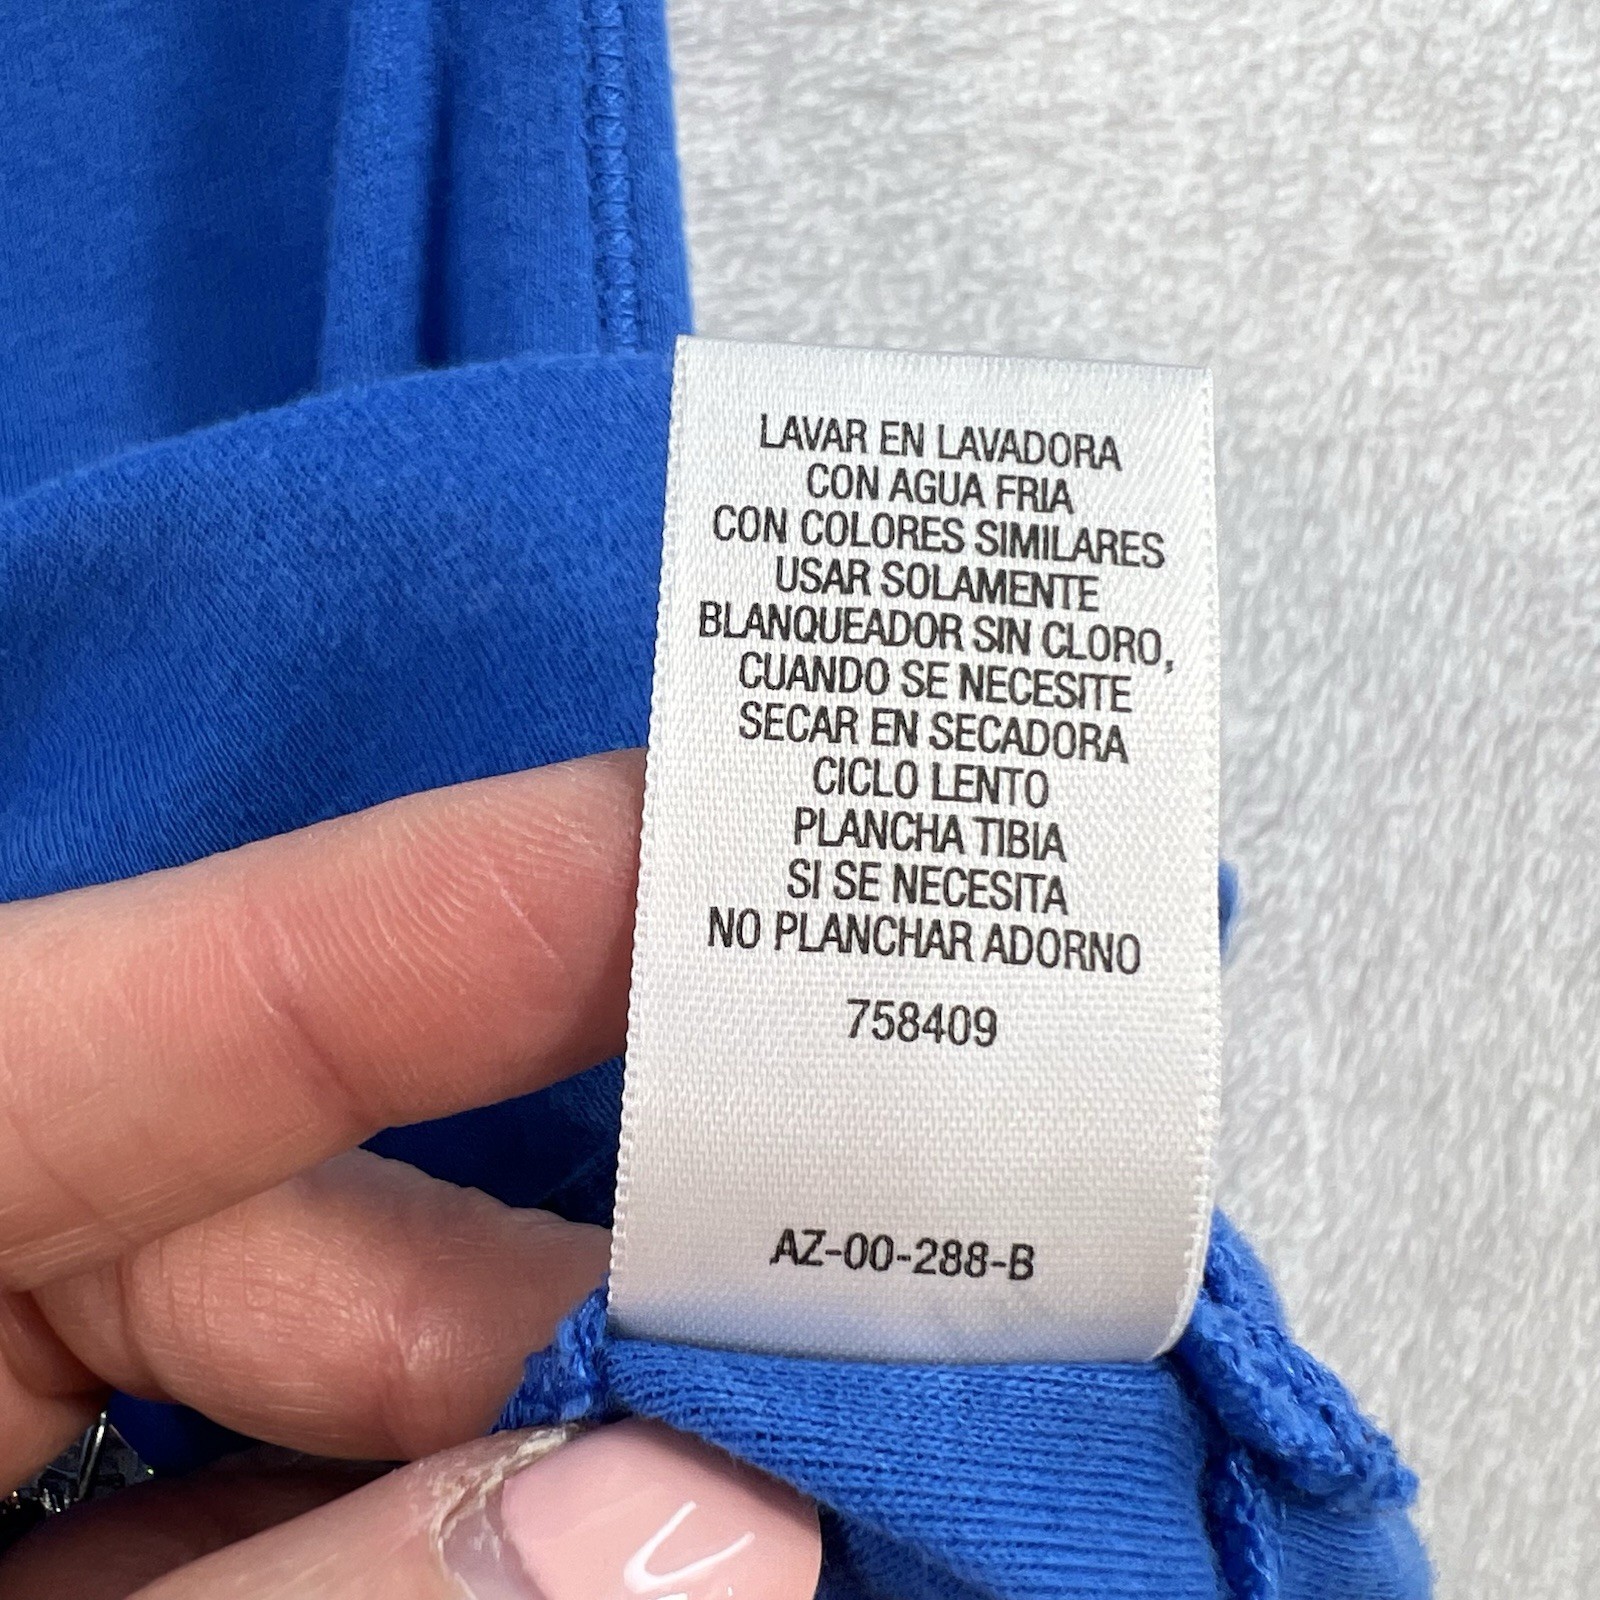 LAVAR EN LAVADORA
CON AGUA FRIA
CON COLORES SIMILARES
USAR SOLAMENTE
BLANQUEADOR SIN CLORO,
CUANDO SE NECESITE
SECAR EN SECADORA
CICLO LENTO
PLANCHA TIBIA
SI SE NECESITA
NO PLANCHAR ADORNO
758409
AZ-00-288-B